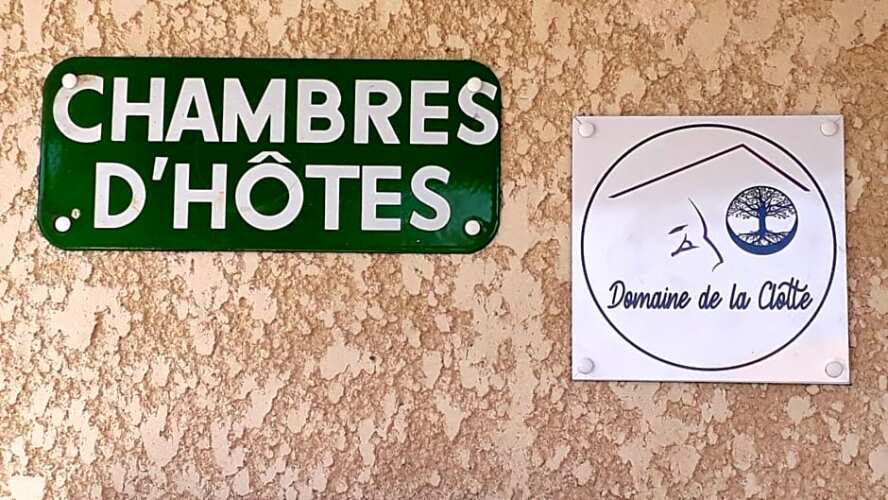 CHAMBRES
D'HÔTES
Domaine de la Clotte